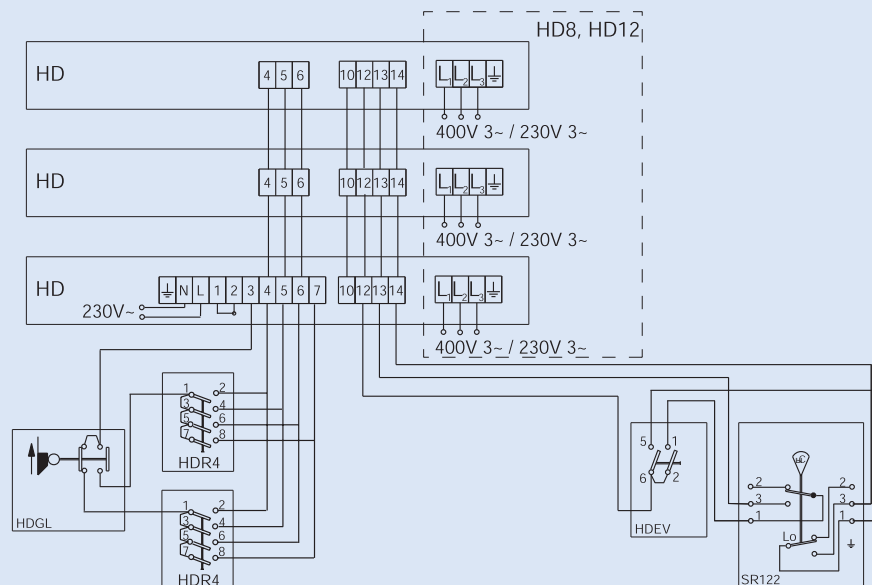 HD8, HD12
HD
4 5 6
10 12 13 14
L1 L2 L3
400V 3~ / 230V 3~
HD
4 5 6
10 12 13 14
L1 L2 L3
400V 3~ / 230V 3~
HD
N L 1 2 3 4 5 6 7
10 12 13 14
L1 L2 L3
230V~
400V 3~ / 230V 3~
1 2
3 4
5 6
7 8
HDR4
HDGL
1 2
3 4
5 6
7 8
HDR4
5 1
6 2
HDEV
2 2
3 3
1 1
Lo
SR122